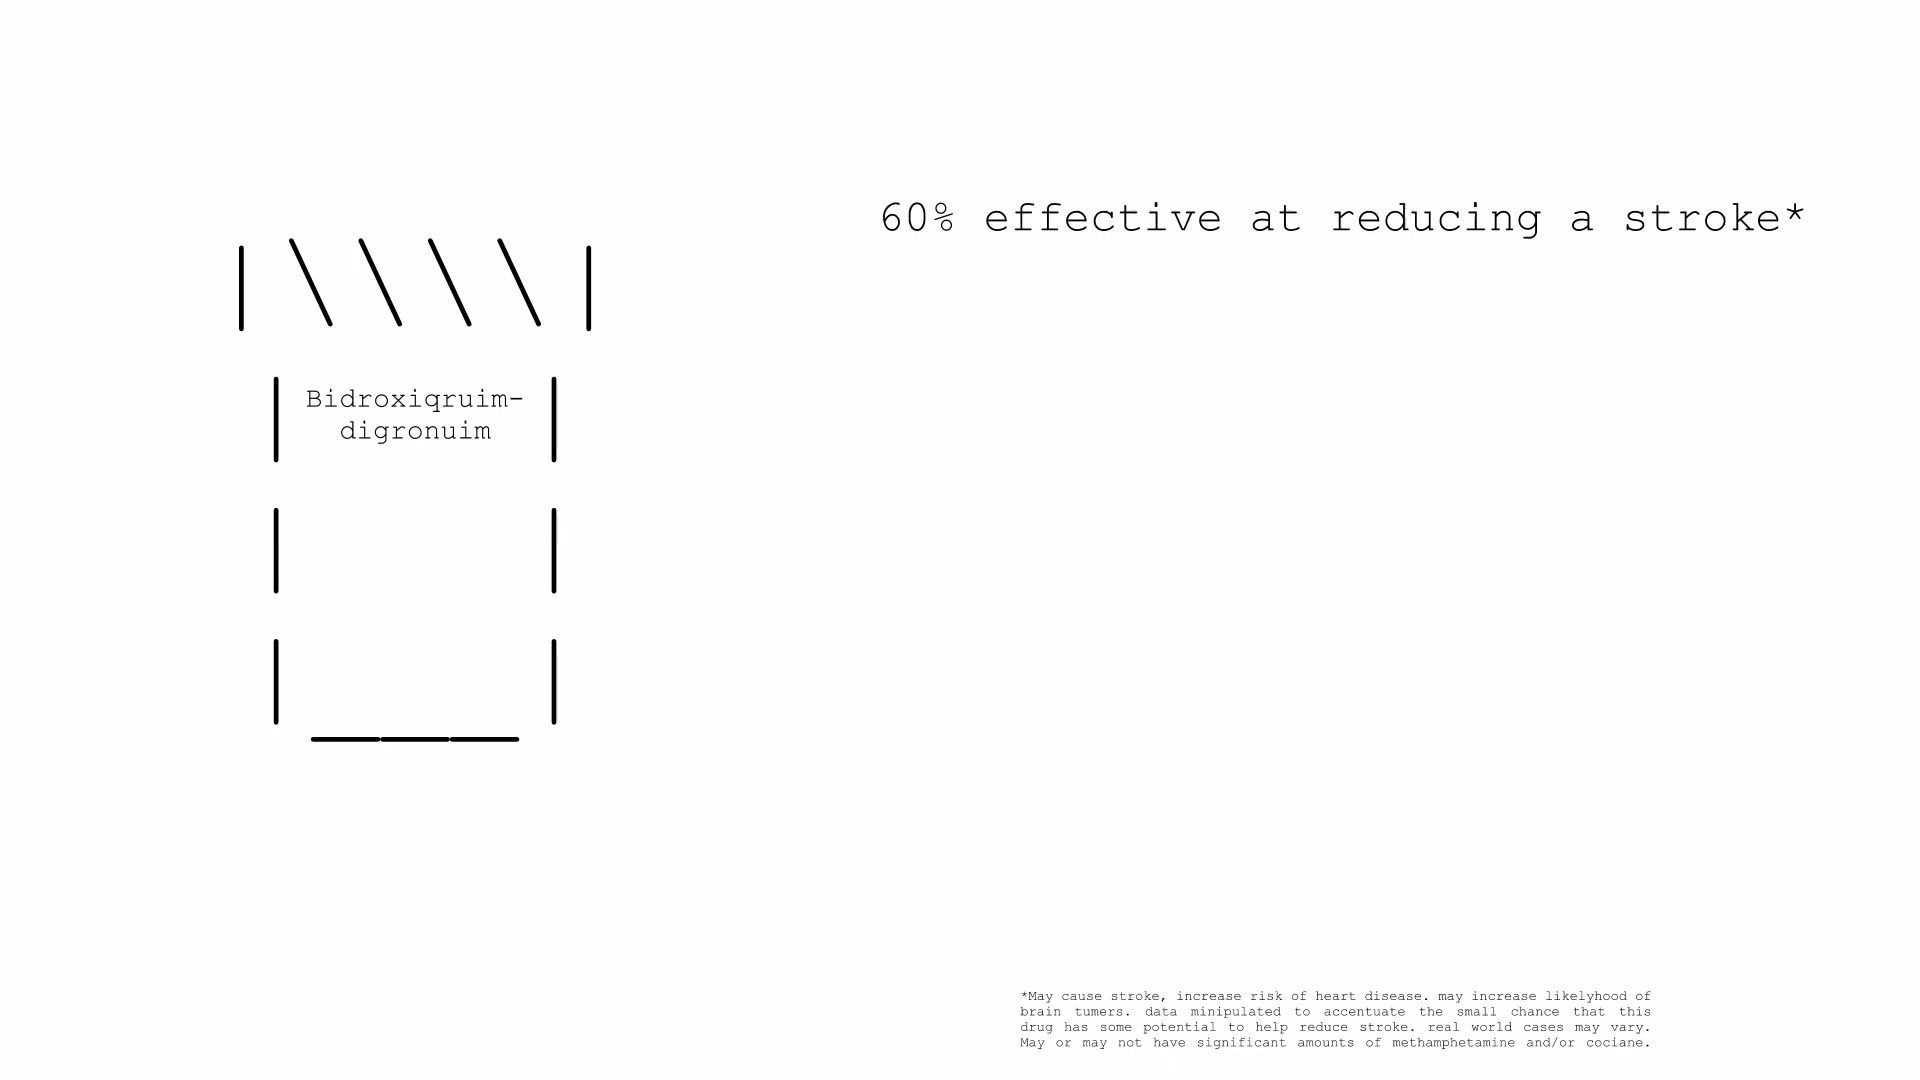 60% effective at reducing a stroke*
Bidroxiqruim-
digronuim
*May cause stroke, increase risk of heart disease. may increase likelyhood of
brain tumers. data minipulated to accentuate the small chance that this
drug has some potential to help reduce stroke. real world cases may vary.
May or may not have significant amounts of methamphetamine and/or cociane.